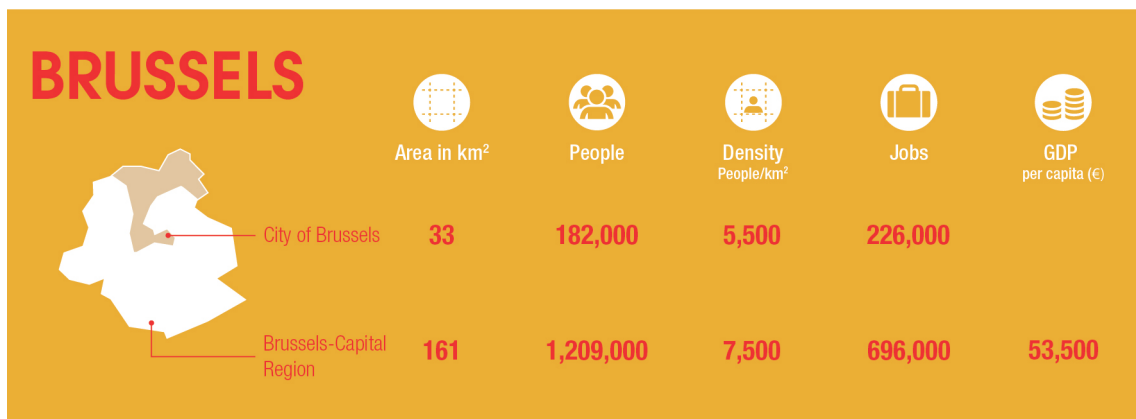 BRUSSELS
Area in km²
People
Density
People/km²
Jobs
GDP
per capita (€)
City of Brussels
33
182,000
5,500
226,000
Brussels-Capital
Region
161
1,209,000
7,500
696,000
53,500